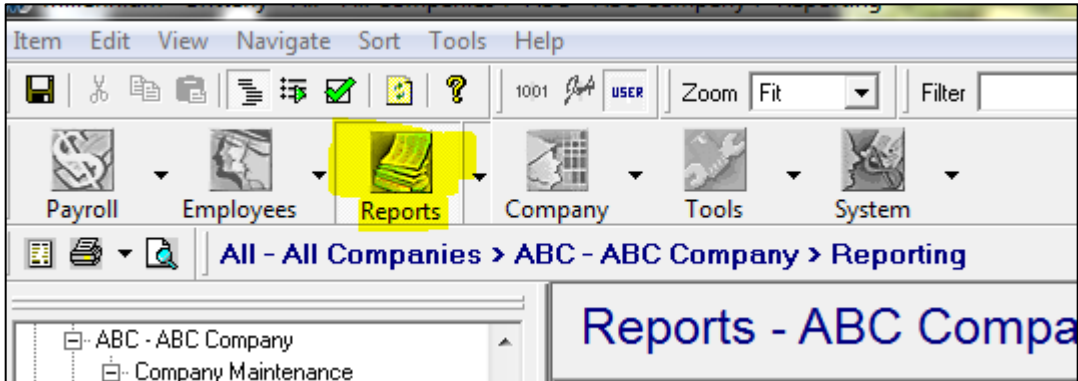 Item Edit View Navigate Sort Tools Help
1001 USER Zoom Fit Filter
Payroll Employees Reports Company Tools System
All - All Companies > ABC - ABC Company > Reporting
ABC - ABC Company
Company Maintenance
Reports - ABC